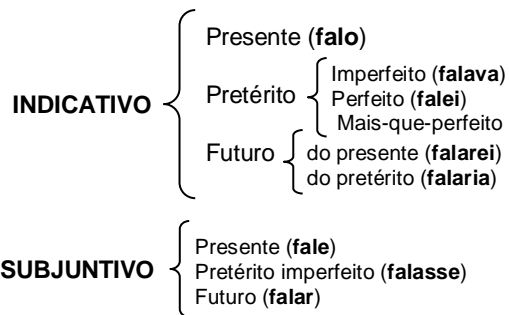 Presente (falo)
Imperfeito (falava)
INDICATIVO
Pretérito
Perfeito (falei)
Mais-que-perfeito
Futuro
do presente (falarei)
do pretérito (falaria)
Presente (fale)
SUBJUNTIVO
Pretérito imperfeito (falasse)
Futuro (falar)